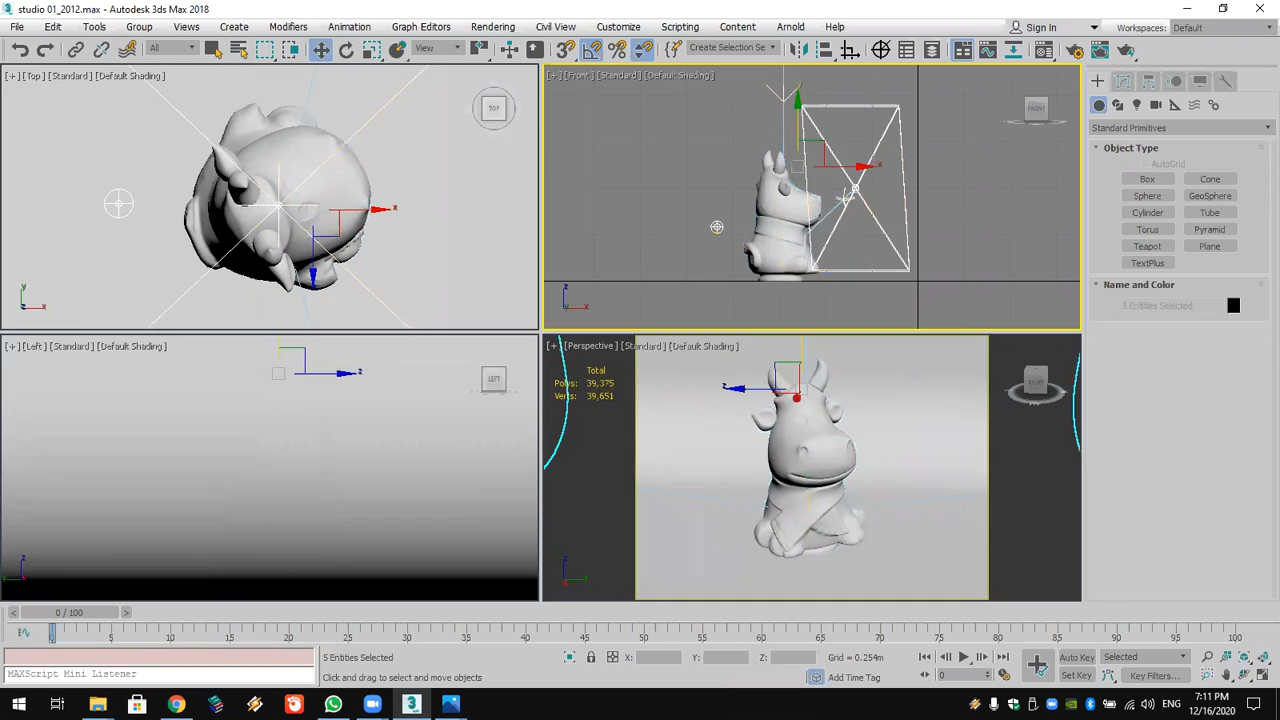 studio 01_2012.max - Autodesk 3ds Max 2018
File Edit Tools Group Views Create Modifiers Animation Graph Editors Rendering Civil View Customize Scripting Content Arnold Help Sign In Workspaces: Default
All View Create Selection Se
[+] [Top] [Standard] [Default Shading]
TOP
x
z
y
z x
[+] [Front] [Standard] [Default Shading]
FRONT
x
z
x
[+] [Left] [Standard] [Default Shading]
z
LEFT
z
y
[+] [Perspective] [Standard] [Default Shading]
Total
Polys: 39,375
Verts: 39,651
z
RIGHT
z
y
Standard Primitives
Object Type
AutoGrid
Box Cone
Sphere GeoSphere
Cylinder Tube
Torus Pyramid
Teapot Plane
TextPlus
Name and Color
5 Entities Selected
< 0 / 100 >
0 5 10 15 20 25 30 35 40 45 50 55 60 65 70 75 80 85 90 95 100
5 Entities Selected X: Y: Z: Grid = 0.254m Auto Key Selected
MAXScript Mini Listener Click and drag to select and move objects Add Time Tag 0 Set Key Key Filters...
3 MAX
ENG
7:11 PM
12/16/2020